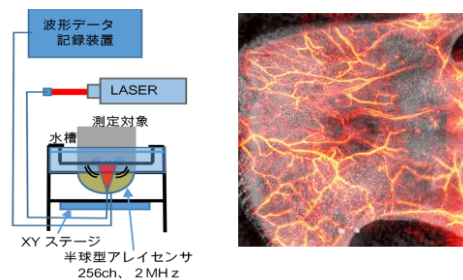 波形データ
記録装置
LASER
測定対象
水槽
XYステージ
半球型アレイセンサ
256ch、2MHz